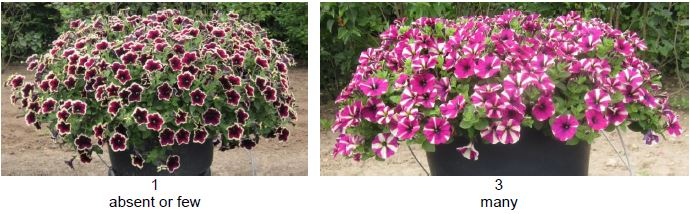 1
absent or few
3
many